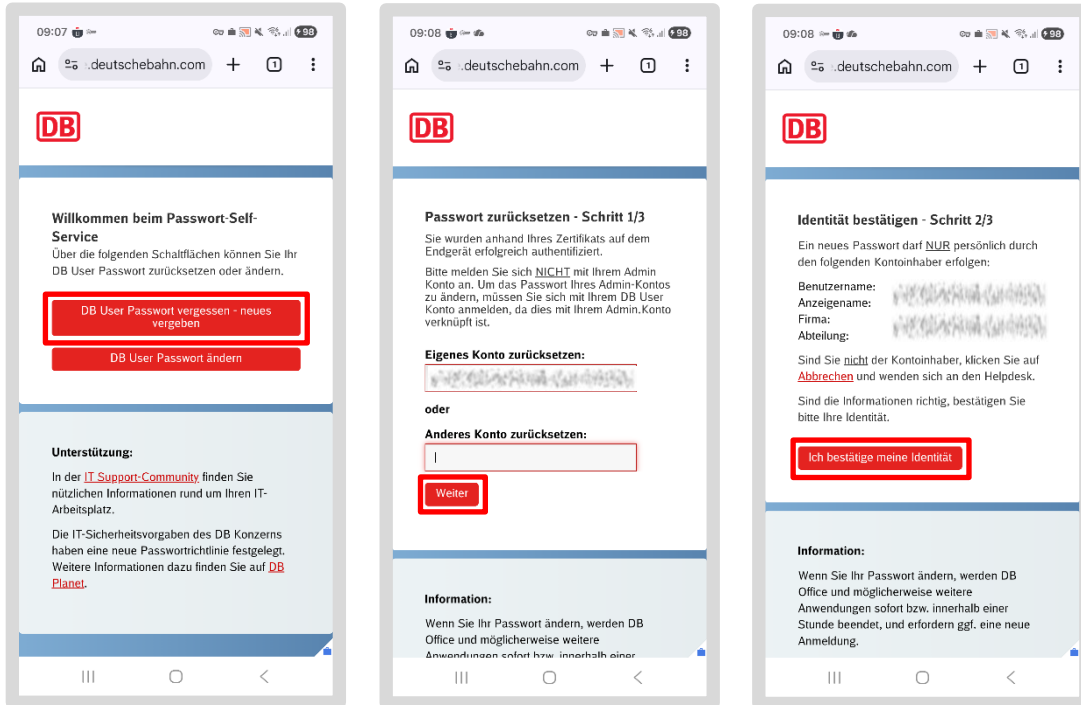 09:07
98
.deutschebahn.com
1
DB
Willkommen beim Passwort-Self-
Service
Über die folgenden Schaltflächen können Sie Ihr
DB User Passwort zurücksetzen oder ändern.
DB User Passwort vergessen - neues
vergeben
DB User Passwort ändern
Unterstützung:
In der IT Support-Community finden Sie
nützlichen Informationen rund um Ihren IT-
Arbeitsplatz.
Die IT-Sicherheitsvorgaben des DB Konzerns
haben eine neue Passwortrichtlinie festgelegt.
Weitere Informationen dazu finden Sie auf DB
Planet.
09:08
98
.deutschebahn.com
1
DB
Passwort zurücksetzen - Schritt 1/3
Sie wurden anhand Ihres Zertifikats auf dem
Endgerät erfolgreich authentifiziert.
Bitte melden Sie sich NICHT mit Ihrem Admin
Konto an. Um das Passwort Ihres Admin-Kontos
zu ändern, müssen Sie sich mit Ihrem DB User
Konto anmelden, da dies mit Ihrem Admin.Konto
verknüpft ist.
Eigenes Konto zurücksetzen:
oder
Anderes Konto zurücksetzen:
Weiter
Information:
Wenn Sie Ihr Passwort ändern, werden DB
Office und möglicherweise weitere
Anwendungen sofort bzw. innerhalb einer
09:08
98
.deutschebahn.com
1
DB
Identität bestätigen - Schritt 2/3
Ein neues Passwort darf NUR persönlich durch
den folgenden Kontoinhaber erfolgen:
Benutzername:
Anzeigename:
Firma:
Abteilung:
Sind Sie nicht der Kontoinhaber, klicken Sie auf
Abbrechen und wenden sich an den Helpdesk.
Sind die Informationen richtig, bestätigen Sie
bitte Ihre Identität.
Ich bestätige meine Identität
Information:
Wenn Sie Ihr Passwort ändern, werden DB
Office und möglicherweise weitere
Anwendungen sofort bzw. innerhalb einer
Stunde beendet, und erfordern ggf. eine neue
Anmeldung.